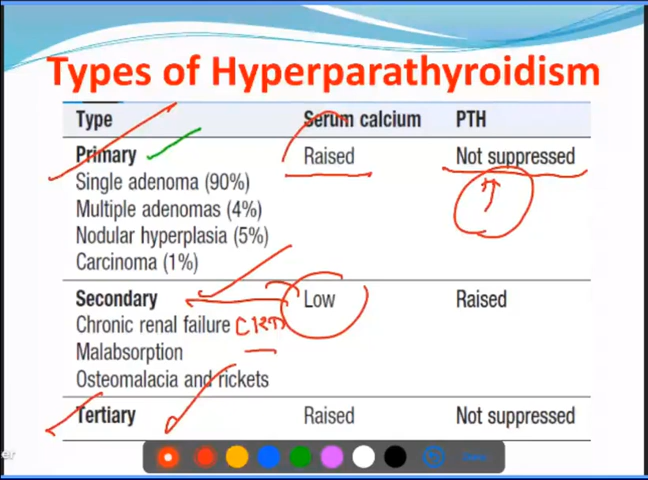 Types of Hyperparathyroidism
Type Serum calcium PTH
Primary Raised Not suppressed
Single adenoma (90%)
Multiple adenomas (4%)
Nodular hyperplasia (5%)
Carcinoma (1%)
Secondary Low Raised
Chronic renal failure
Malabsorption
Osteomalacia and rickets
Tertiary Raised Not suppressed